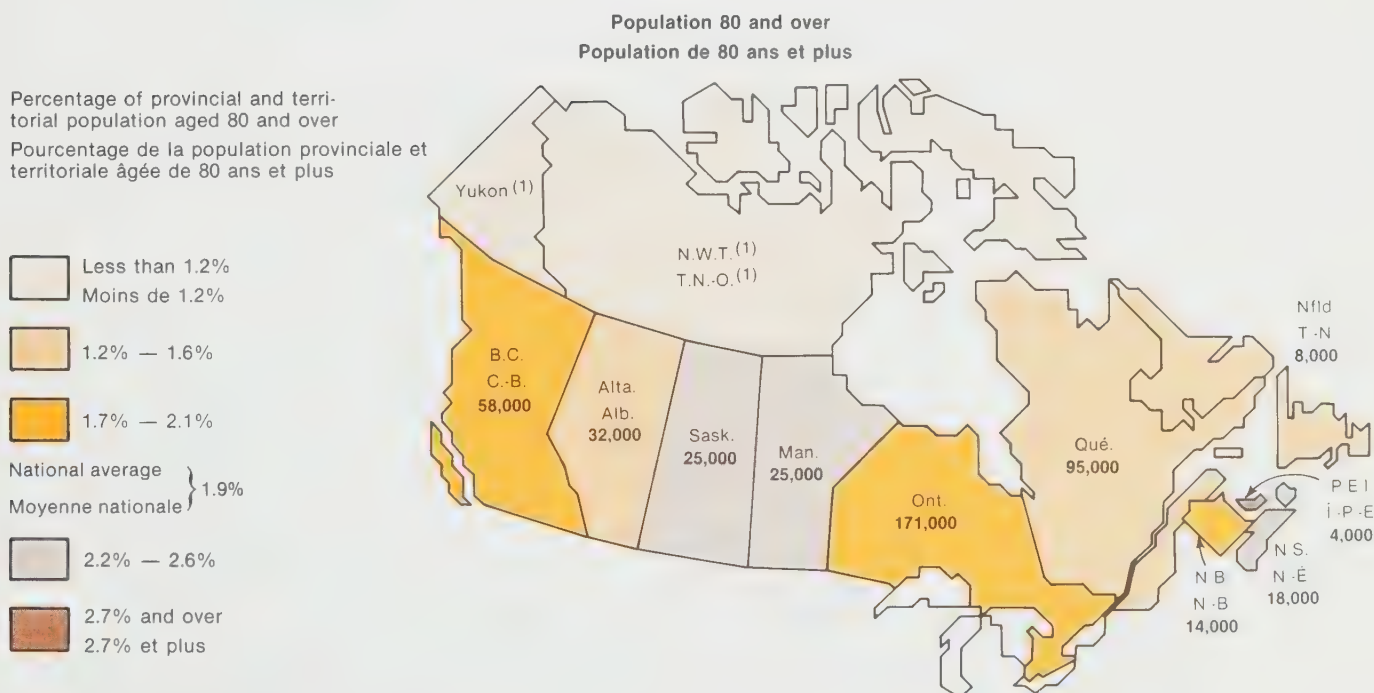 Population 80 and over
Population de 80 ans et plus
Percentage of provincial and terri-
torial population aged 80 and over
Pourcentage de la population provinciale et
territoriale âgée de 80 ans et plus
Less than 1.2%
Moins de 1.2%
1.2% — 1.6%
1.7% — 2.1%
National average
Moyenne nationale
1.9%
2.2% — 2.6%
2.7% and over
2.7% et plus
Yukon (1)
N.W.T. (1)
T.N.-O. (1)
B.C.
C.-B.
58,000
Alta.
Alb.
32,000
Sask.
25,000
Man.
25,000
Ont.
171,000
Qué.
95,000
Nfld
T.-N
8,000
P E I
Î.-P.-E
4,000
N S.
N.-É
18,000
N B
N.-B
14,000